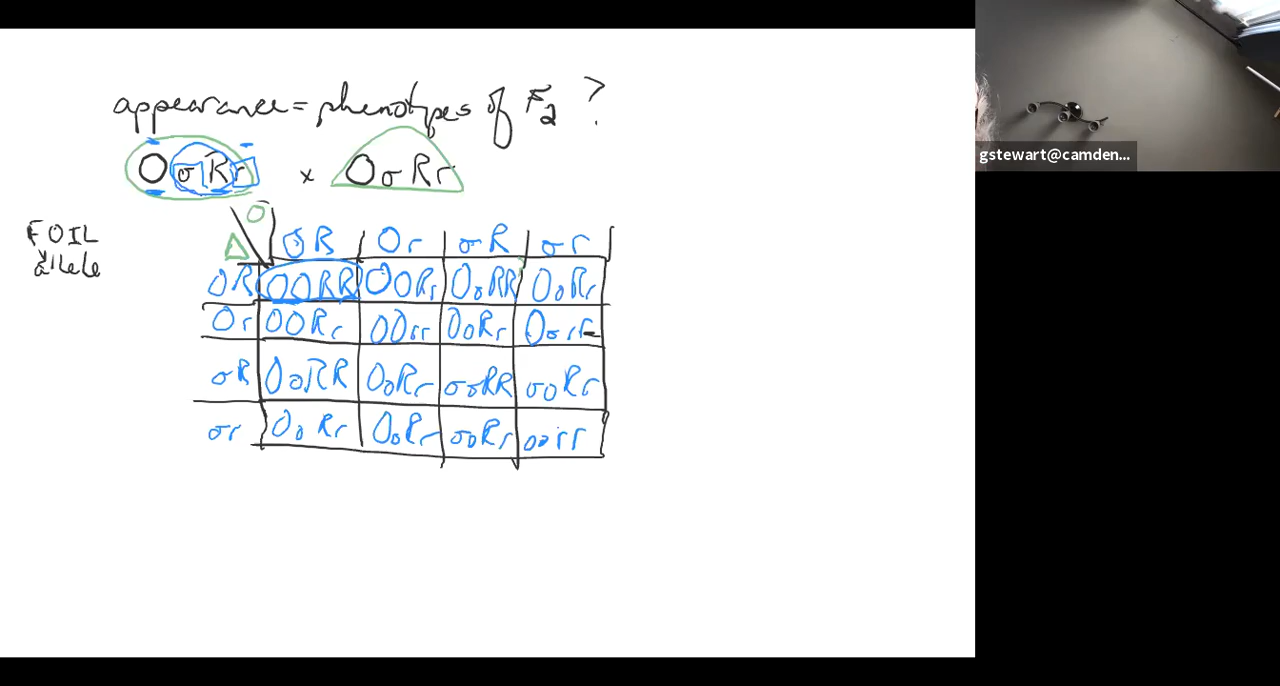 appearance = phenotypes of F2 ?
OoRr x OoRr
O
FOIL
allele
Δ OR Or oR or
OR OORR OORr OoRR OoRr
Or OORr OOrr OoRr Oorr
oR OoRR OoRr ooRR ooRr
or OoRr OoRr ooRr oorr
gstewart@camden...